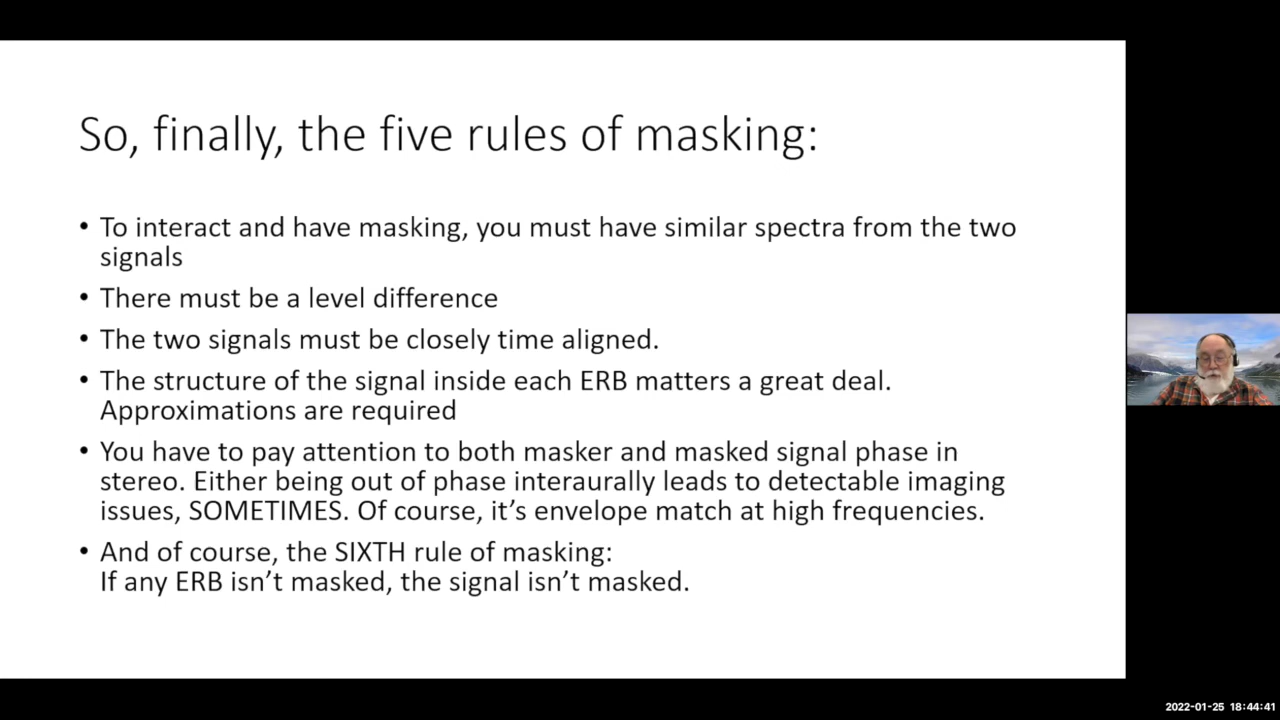 So, finally, the five rules of masking:
• To interact and have masking, you must have similar spectra from the two
signals
• There must be a level difference
• The two signals must be closely time aligned.
• The structure of the signal inside each ERB matters a great deal.
Approximations are required
• You have to pay attention to both masker and masked signal phase in
stereo. Either being out of phase interaurally leads to detectable imaging
issues, SOMETIMES. Of course, it’s envelope match at high frequencies.
• And of course, the SIXTH rule of masking:
If any ERB isn’t masked, the signal isn’t masked.
2022-01-25 18:44:41